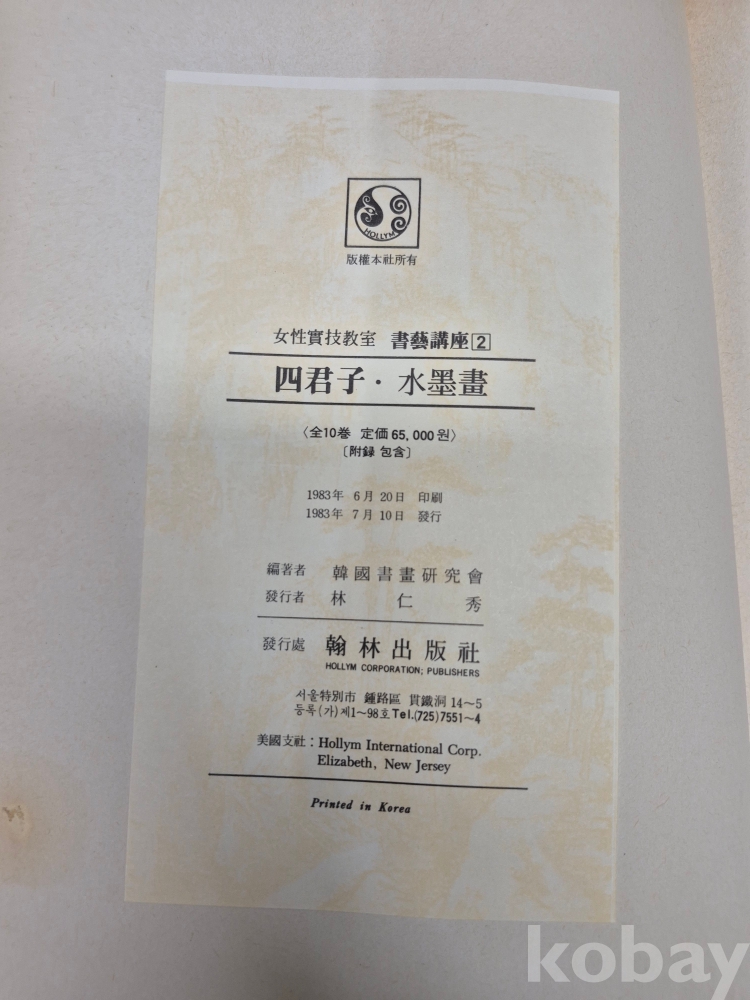 HOLLYM
版權本社所有
女性實技教室 書藝講座 2
四君子·水墨畫
〈全10巻 定価 65,000원〉
〔附録 包含〕
1983年 6月 20日 印刷
1983年 7月 10日 發行
編著者 韓國書畫硏究會
發行者 林仁秀
發行處 翰林出版社
HOLLYM CORPORATION; PUBLISHERS
서울特別市 鍾路區 貫鐵洞 14～5
등록(가)제1～98호 Tel.(725)7551～4
美國支社 : Hollym International Corp.
Elizabeth, New Jersey
Printed in Korea
kobay